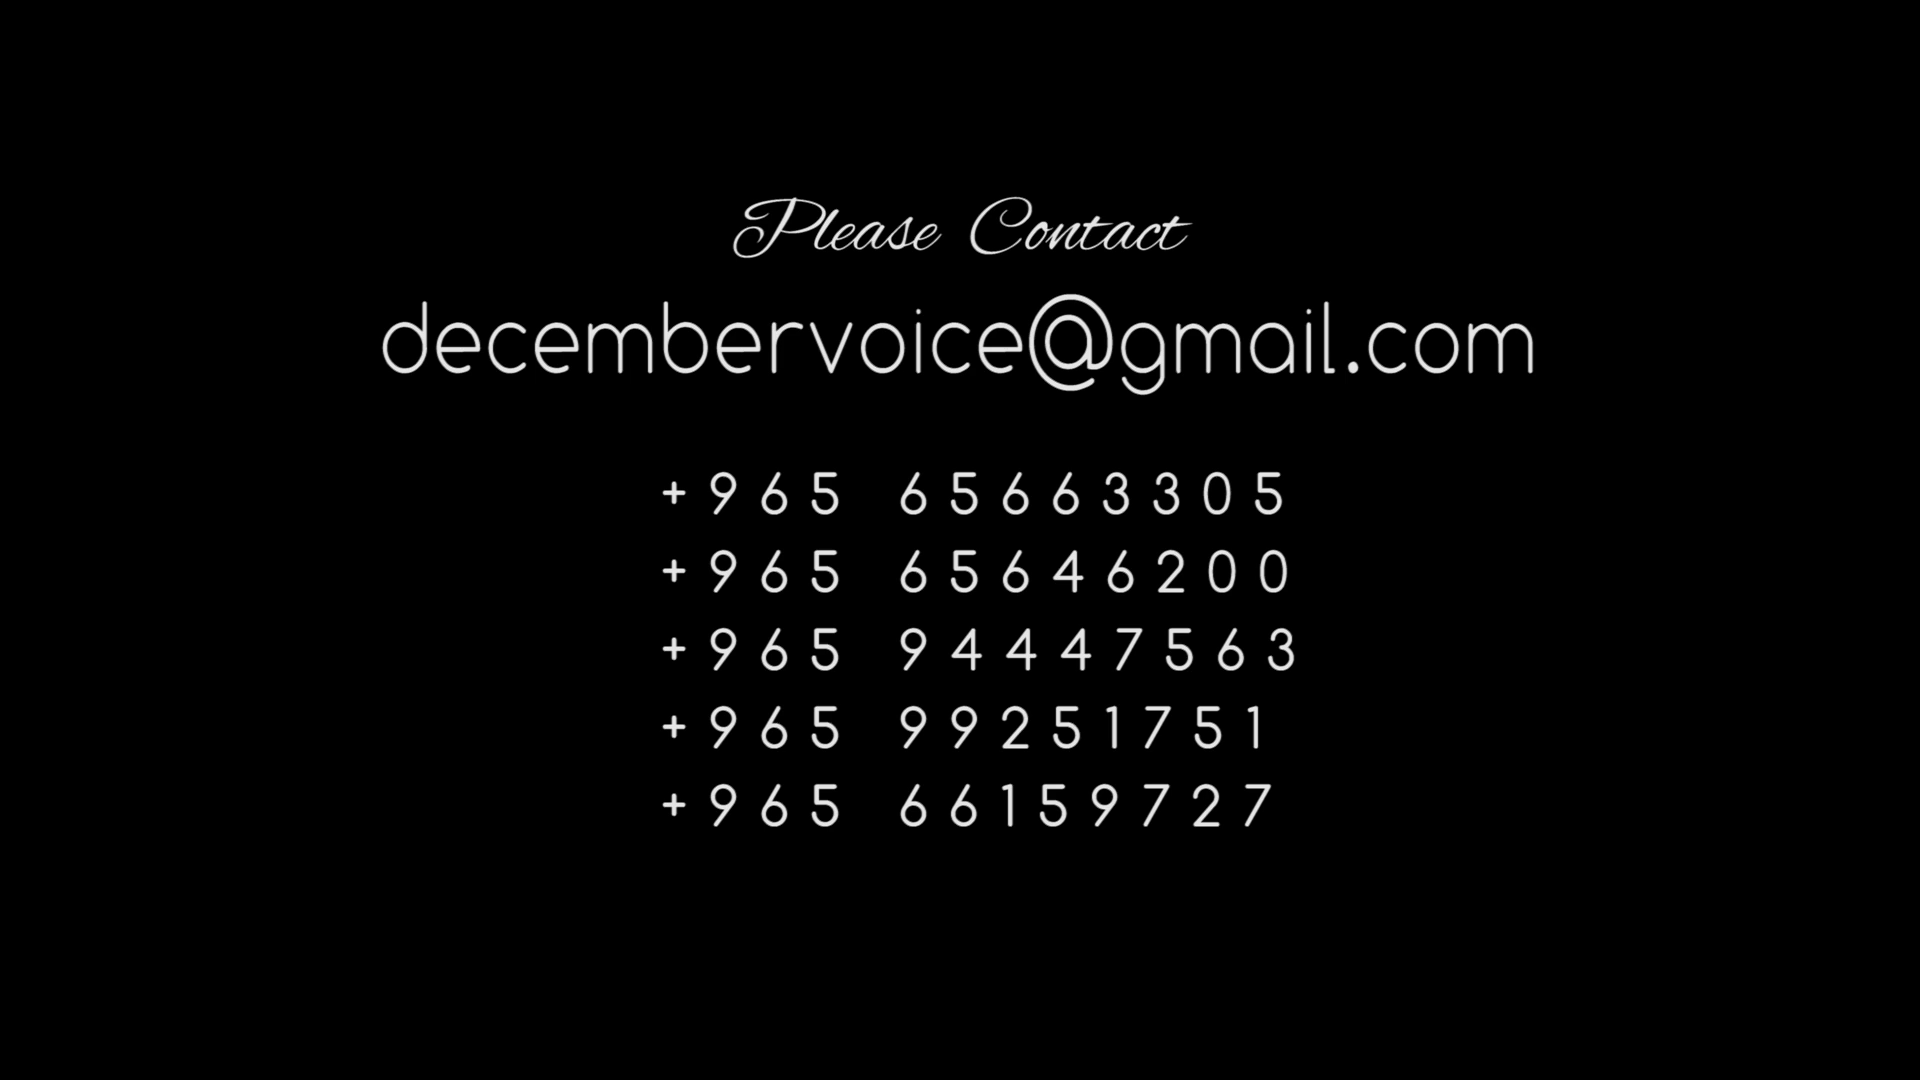 Please Contact
decembervoice@gmail.com
+965 65663305
+965 65646200
+965 94447563
+965 99251751
+965 66159727